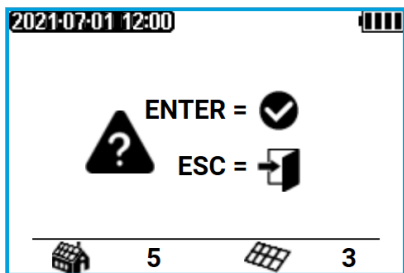 2021-07-01 12:00
?
ENTER =
ESC =
5 3